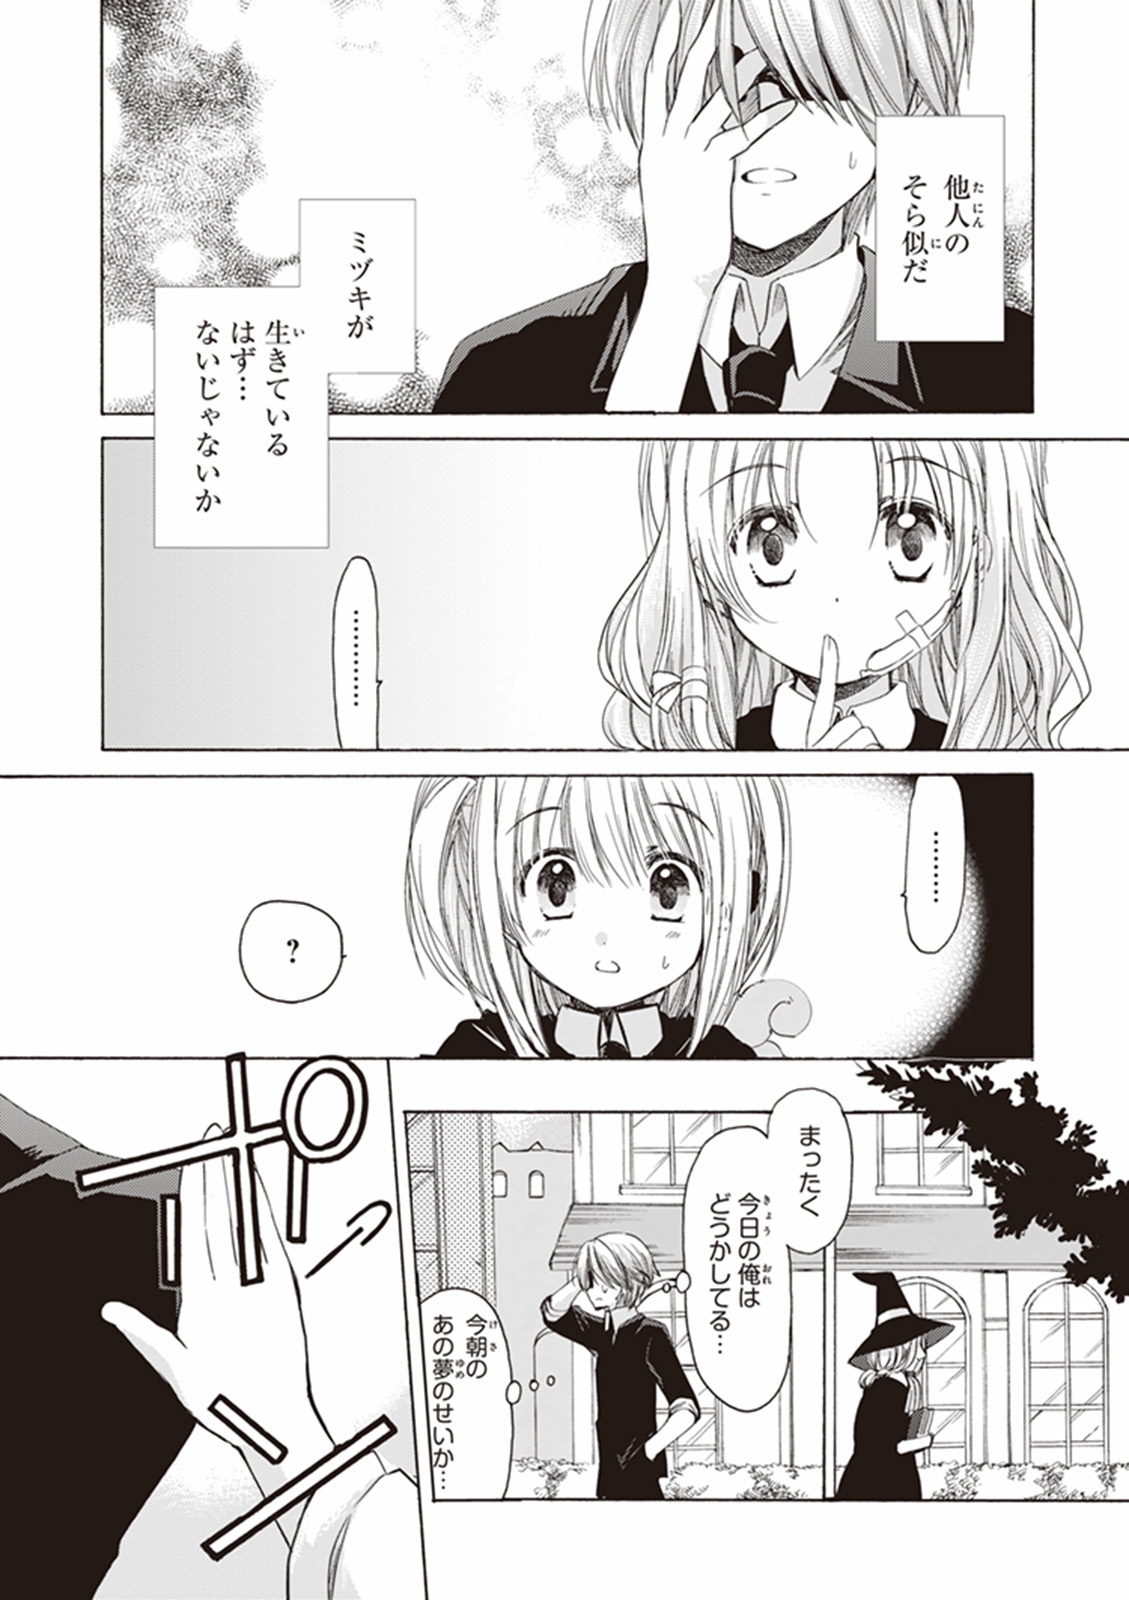 他人の
そら似だ
ミヅキが
生きている
はず…
ないじゃないか
…………
………
?
まったく
今日の俺は
どうかしてる…
今朝の
あの夢のせいか…
ポン